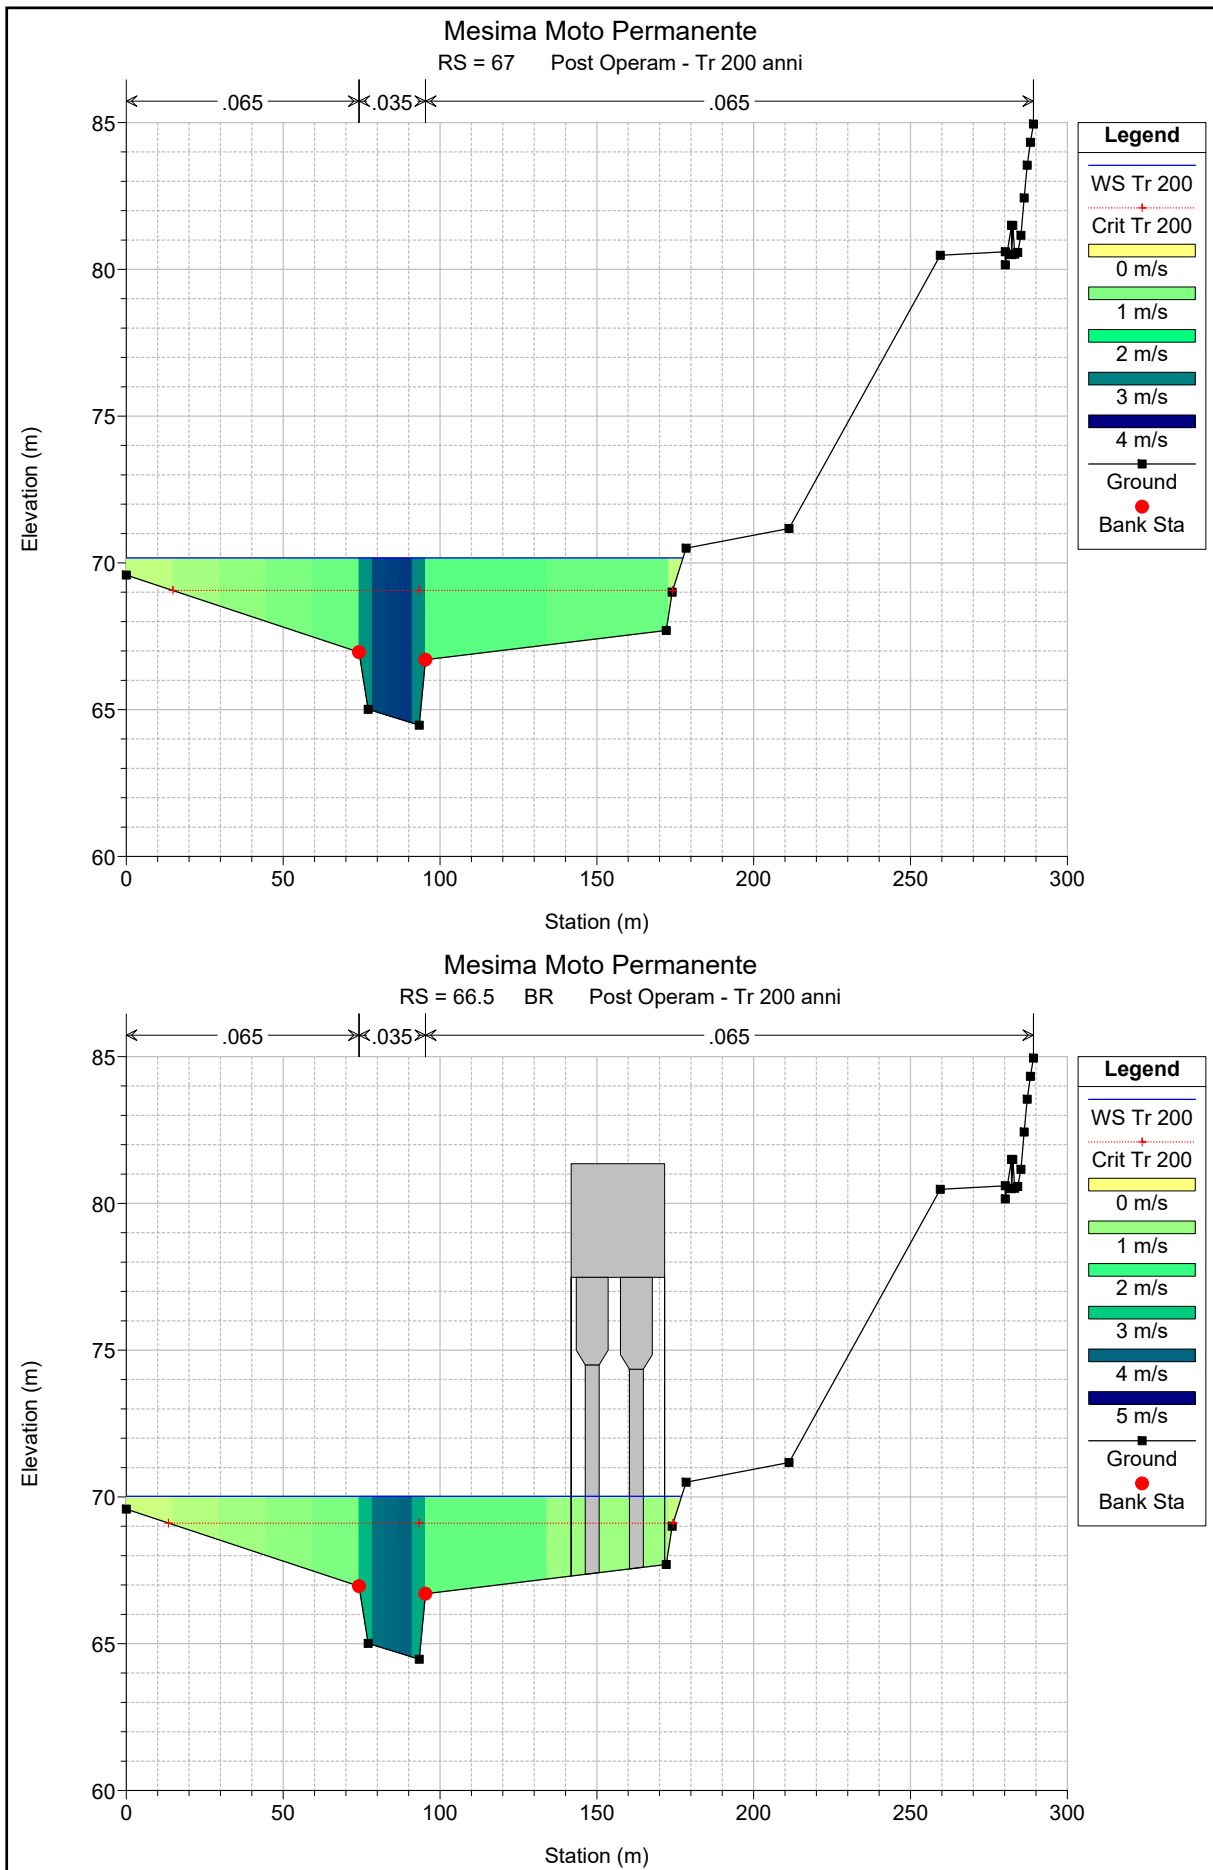 Mesima Moto Permanente
RS = 67 Post Operam - Tr 200 anni
.065 .035 .065
85
80
75
70
65
60
Elevation (m)
0 50 100 150 200 250 300
Station (m)
Legend
WS Tr 200
Crit Tr 200
0 m/s
1 m/s
2 m/s
3 m/s
4 m/s
Ground
Bank Sta
Mesima Moto Permanente
RS = 66.5 BR Post Operam - Tr 200 anni
.065 .035 .065
85
80
75
70
65
60
Elevation (m)
0 50 100 150 200 250 300
Station (m)
Legend
WS Tr 200
Crit Tr 200
0 m/s
1 m/s
2 m/s
3 m/s
4 m/s
5 m/s
Ground
Bank Sta